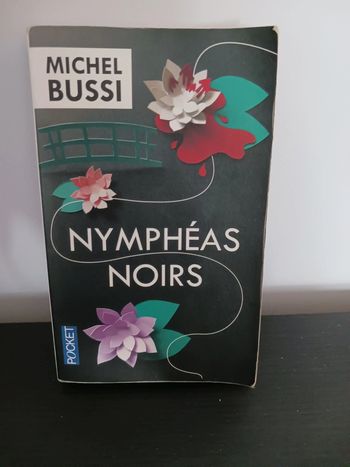 MICHEL
BUSSI
NYMPHÉAS
NOIRS
POCKET